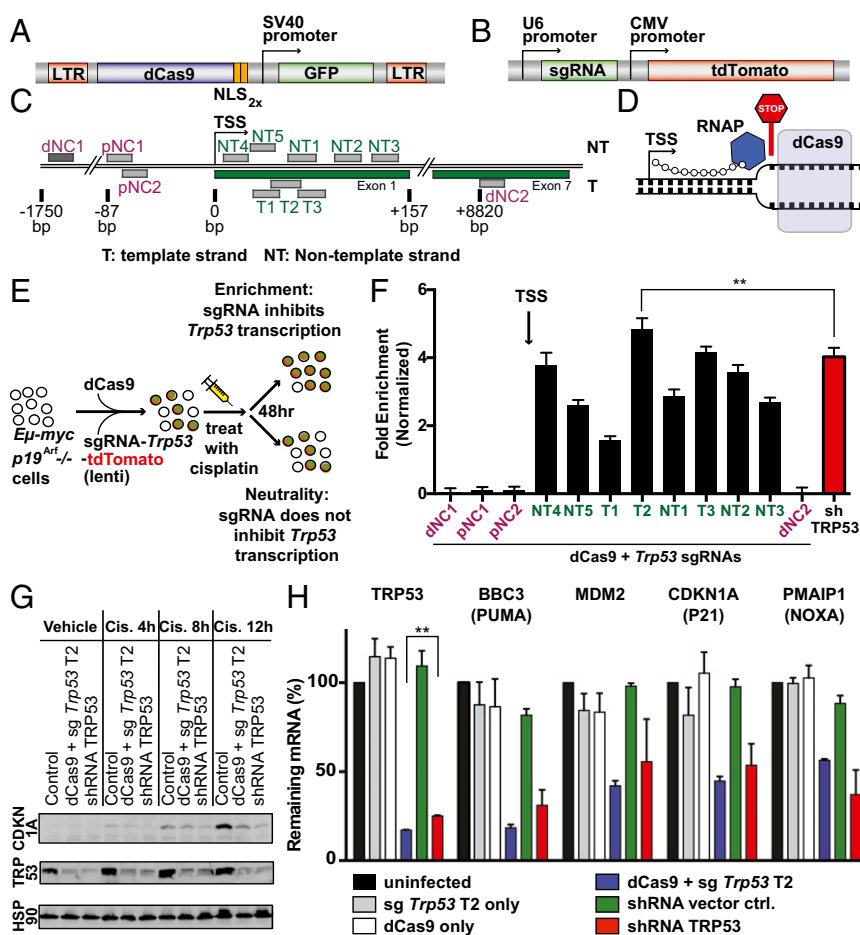 A
SV40
promoter
LTR
dCas9
GFP
LTR
NLS2x
B
U6
promoter
CMV
promoter
sgRNA
tdTomato
C
TSS
dNC1
pNC1
pNC2
NT4
NT5
NT1
NT2
NT3
NT
T
Exon 1
Exon 7
T1
T2
T3
dNC2
-1750
bp
-87
bp
0
bp
+157
bp
+8820
bp
T: template strand NT: Non-template strand
D
TSS
RNAP
STOP
dCas9
E
Enrichment:
sgRNA inhibits
Trp53 transcription
dCas9
sgRNA-Trp53
-tdTomato
(lenti)
Eμ-myc
p19Arf-/-
cells
treat
with
cisplatin
48hr
Neutrality:
sgRNA does not
inhibit Trp53
transcription
F
TSS
**
Fold Enrichment
(Normalized)
6
4
2
0
dNC1
pNC1
pNC2
NT4
NT5
T1
T2
NT1
T3
NT2
NT3
dNC2
sh
TRP53
dCas9 + Trp53 sgRNAs
G
Vehicle
Cis. 4h
Cis. 8h
Cis. 12h
Control
dCas9 + sg Trp53 T2
shRNA TRP53
Control
dCas9 + sg Trp53 T2
shRNA TRP53
Control
dCas9 + sg Trp53 T2
shRNA TRP53
Control
dCas9 + sg Trp53 T2
shRNA TRP53
CDKN
1A
TRP
53
HSP
90
H
TRP53
BBC3
(PUMA)
MDM2
CDKN1A
(P21)
PMAIP1
(NOXA)
**
Remaining mRNA (%)
100
50
0
uninfected
sg Trp53 T2 only
dCas9 only
dCas9 + sg Trp53 T2
shRNA vector ctrl.
shRNA TRP53